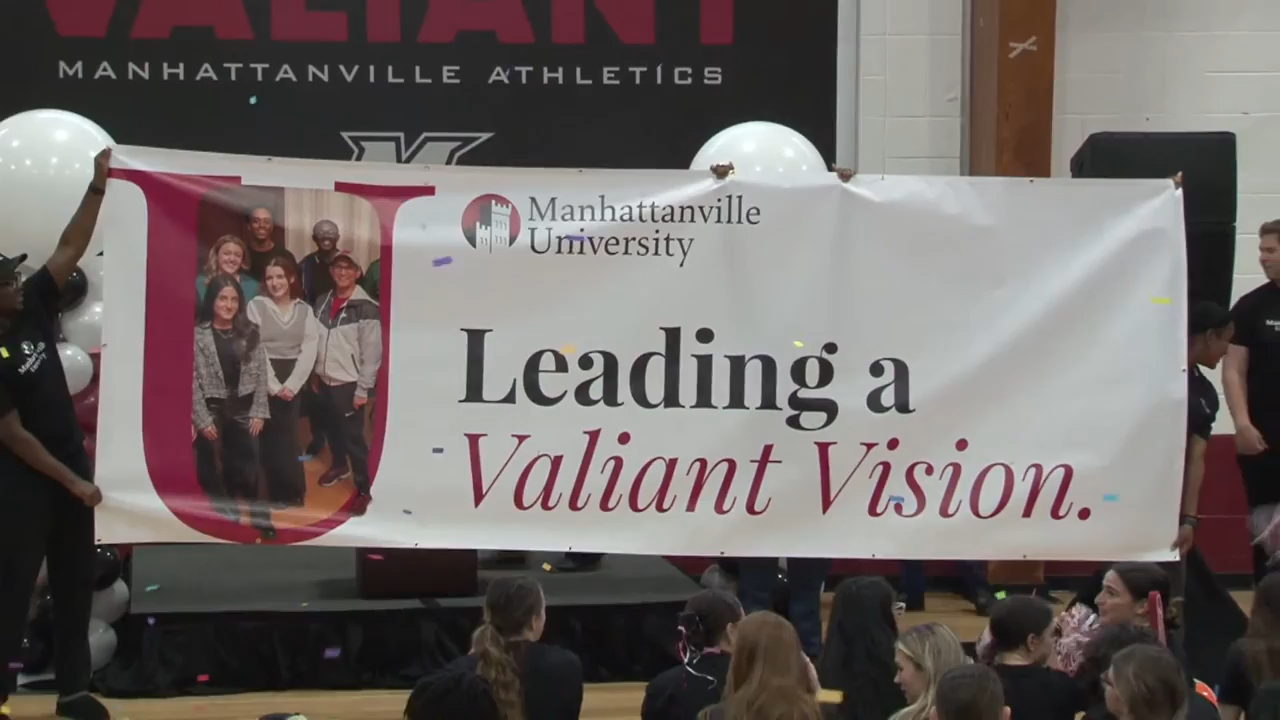 VALIANT
MANHATTANVILLE ATHLETICS
Manhattanville
University
Leading a
Valiant Vision.